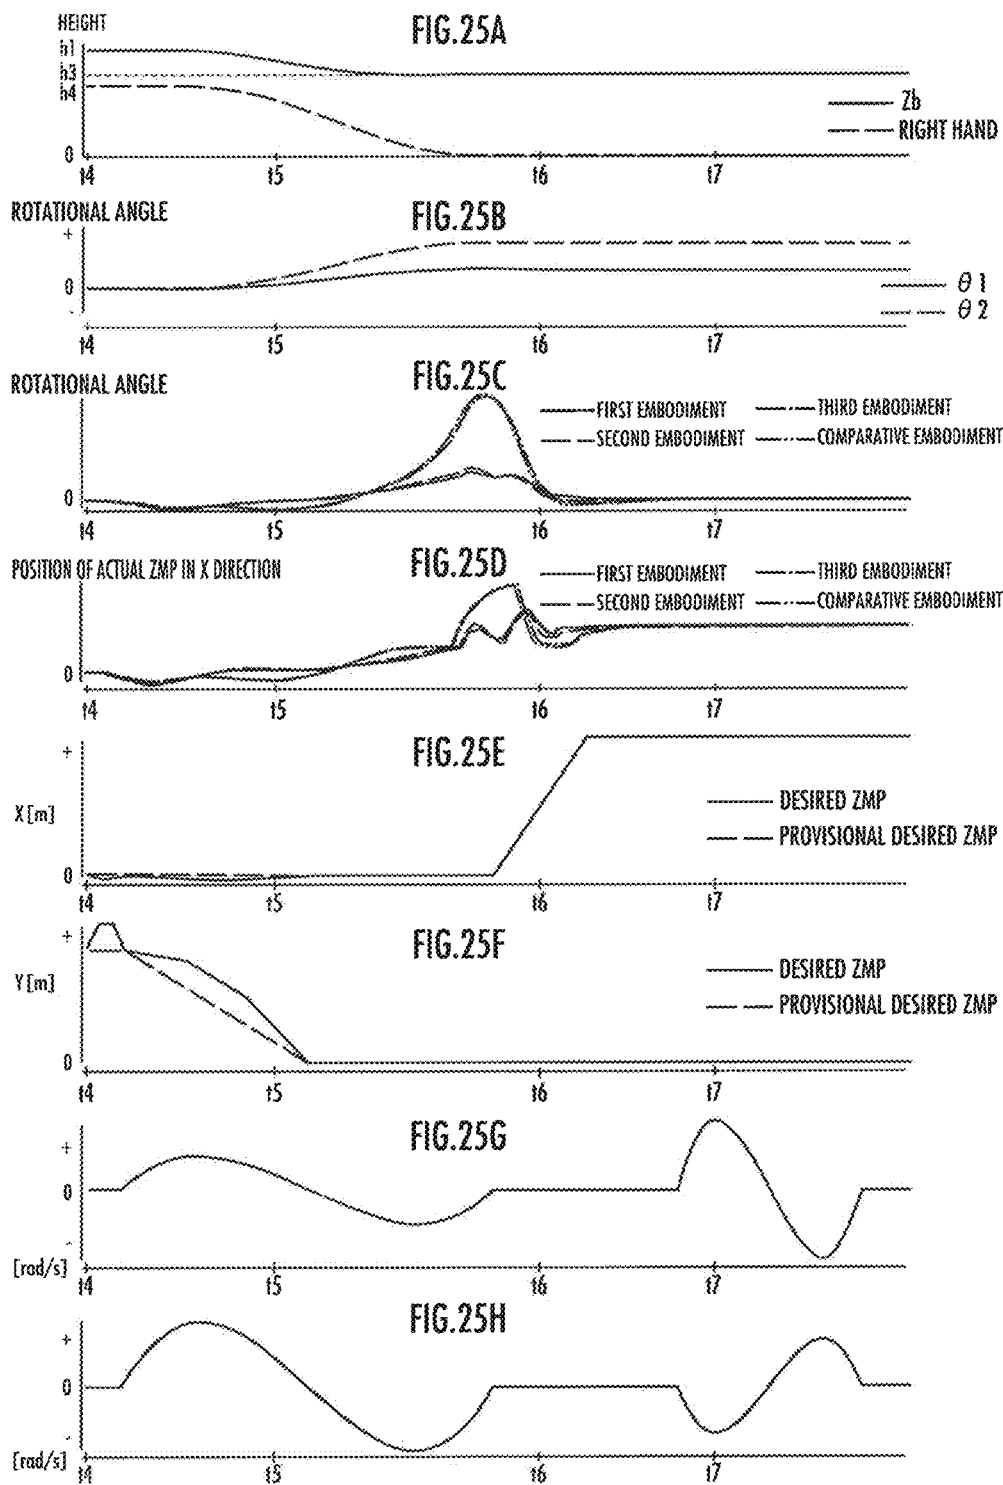 FIG.25A
HEIGHT
h1
h3
h4
0
Zb
RIGHT HAND
t4 t5 t6 t7
FIG.25B
ROTATIONAL ANGLE
+
0
-
θ1
θ2
t4 t5 t6 t7
FIG.25C
ROTATIONAL ANGLE
FIRST EMBODIMENT THIRD EMBODIMENT
SECOND EMBODIMENT COMPARATIVE EMBODIMENT
0
t4 t5 t6 t7
FIG.25D
POSITION OF ACTUAL ZMP IN X DIRECTION
FIRST EMBODIMENT THIRD EMBODIMENT
SECOND EMBODIMENT COMPARATIVE EMBODIMENT
0
t4 t5 t6 t7
FIG.25E
+
X[m]
0
DESIRED ZMP
PROVISIONAL DESIRED ZMP
t4 t5 t6 t7
FIG.25F
+
Y[m]
0
DESIRED ZMP
PROVISIONAL DESIRED ZMP
t4 t5 t6 t7
FIG.25G
+
0
-
[rad/s]
t4 t5 t6 t7
FIG.25H
+
0
-
[rad/s]
t4 t5 t6 t7